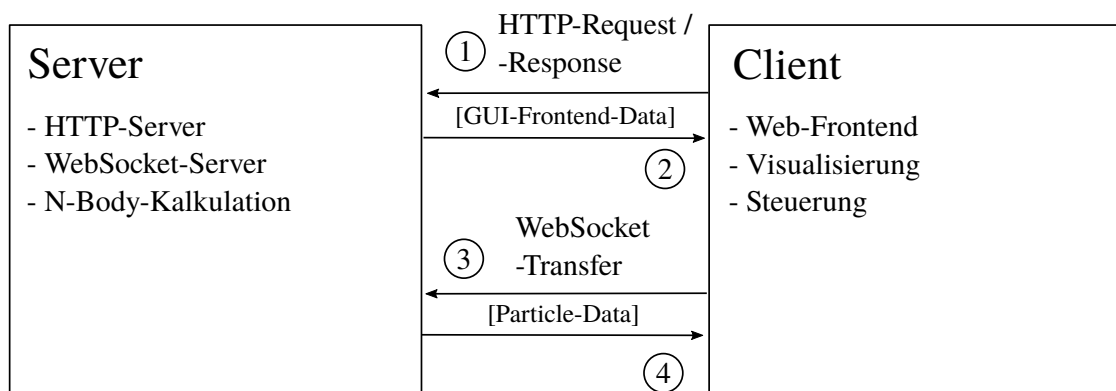 Server
- HTTP-Server
- WebSocket-Server
- N-Body-Kalkulation
1
HTTP-Request /
-Response
[GUI-Frontend-Data]
2
3
WebSocket
-Transfer
[Particle-Data]
4
Client
- Web-Frontend
- Visualisierung
- Steuerung